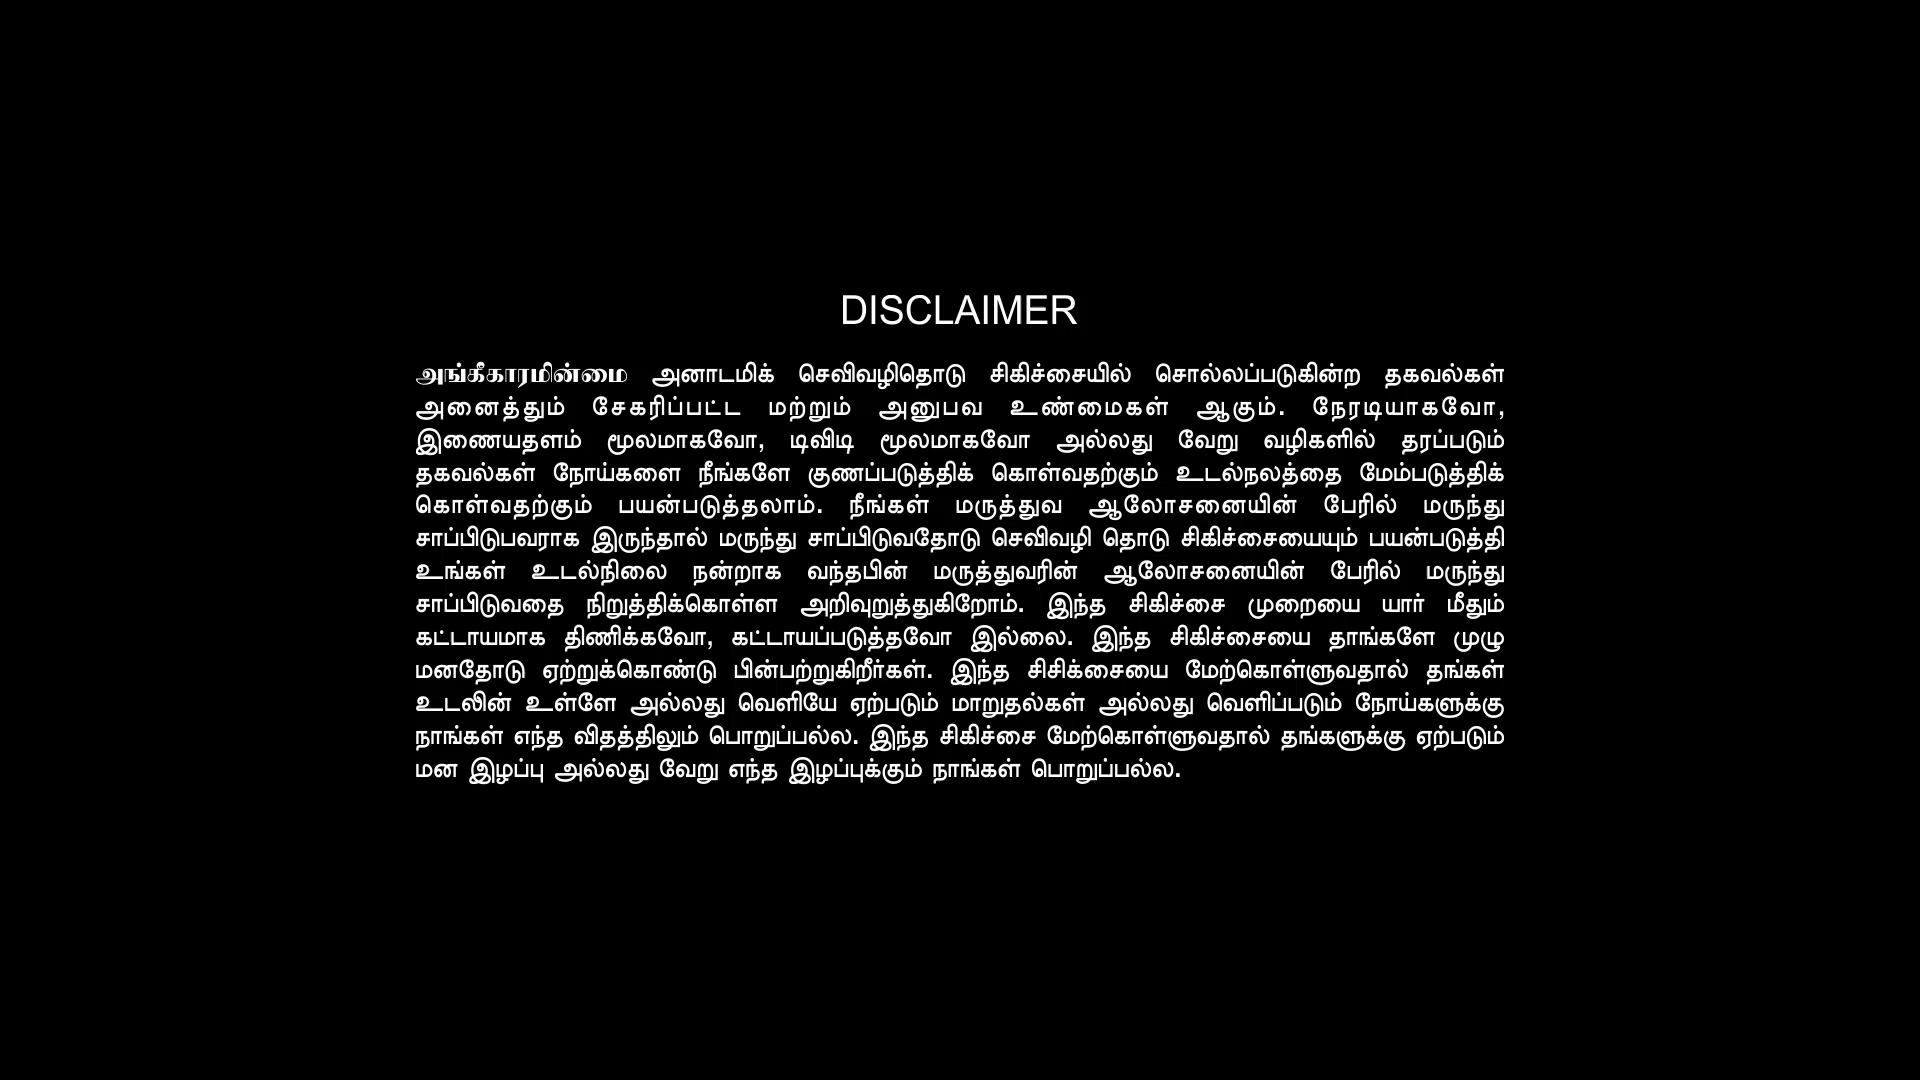 DISCLAIMER
அங்கீகாரமின்மை அனாடமிக் செவிவழிதொடு சிகிச்சையில் சொல்லப்படுகின்ற தகவல்கள்
அனைத்தும் சேகரிப்பட்ட மற்றும் அனுபவ உண்மைகள் ஆகும். நேரடியாகவோ,
இணையதளம் மூலமாகவோ, டிவிடி மூலமாகவோ அல்லது வேறு வழிகளில் தரப்படும்
தகவல்கள் நோய்களை நீங்களே குணப்படுத்திக் கொள்வதற்கும் உடல்நலத்தை மேம்படுத்திக்
கொள்வதற்கும் பயன்படுத்தலாம். நீங்கள் மருத்துவ ஆலோசனையின் பேரில் மருந்து
சாப்பிடுபவராக இருந்தால் மருந்து சாப்பிடுவதோடு செவிவழி தொடு சிகிச்சையையும் பயன்படுத்தி
உங்கள் உடல்நிலை நன்றாக வந்தபின் மருத்துவரின் ஆலோசனையின் பேரில் மருந்து
சாப்பிடுவதை நிறுத்திக்கொள்ள அறிவுறுத்துகிறோம். இந்த சிகிச்சை முறையை யார் மீதும்
கட்டாயமாக திணிக்கவோ, கட்டாயப்படுத்தவோ இல்லை. இந்த சிகிச்சையை தாங்களே முழு
மனதோடு ஏற்றுக்கொண்டு பின்பற்றுகிறீர்கள். இந்த சிசிக்சையை மேற்கொள்ளுவதால் தங்கள்
உடலின் உள்ளே அல்லது வெளியே ஏற்படும் மாறுதல்கள் அல்லது வெளிப்படும் நோய்களுக்கு
நாங்கள் எந்த விதத்திலும் பொறுப்பல்ல. இந்த சிகிச்சை மேற்கொள்ளுவதால் தங்களுக்கு ஏற்படும்
மன இழப்பு அல்லது வேறு எந்த இழப்புக்கும் நாங்கள் பொறுப்பல்ல.